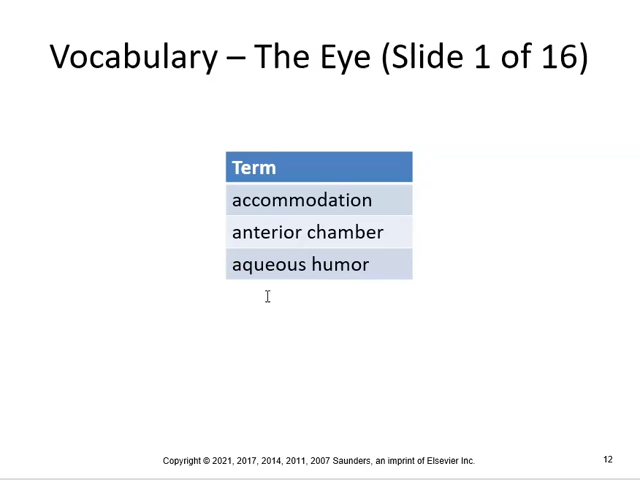 Vocabulary – The Eye (Slide 1 of 16)
Term
accommodation
anterior chamber
aqueous humor
Copyright © 2021, 2017, 2014, 2011, 2007 Saunders, an imprint of Elsevier Inc.
12